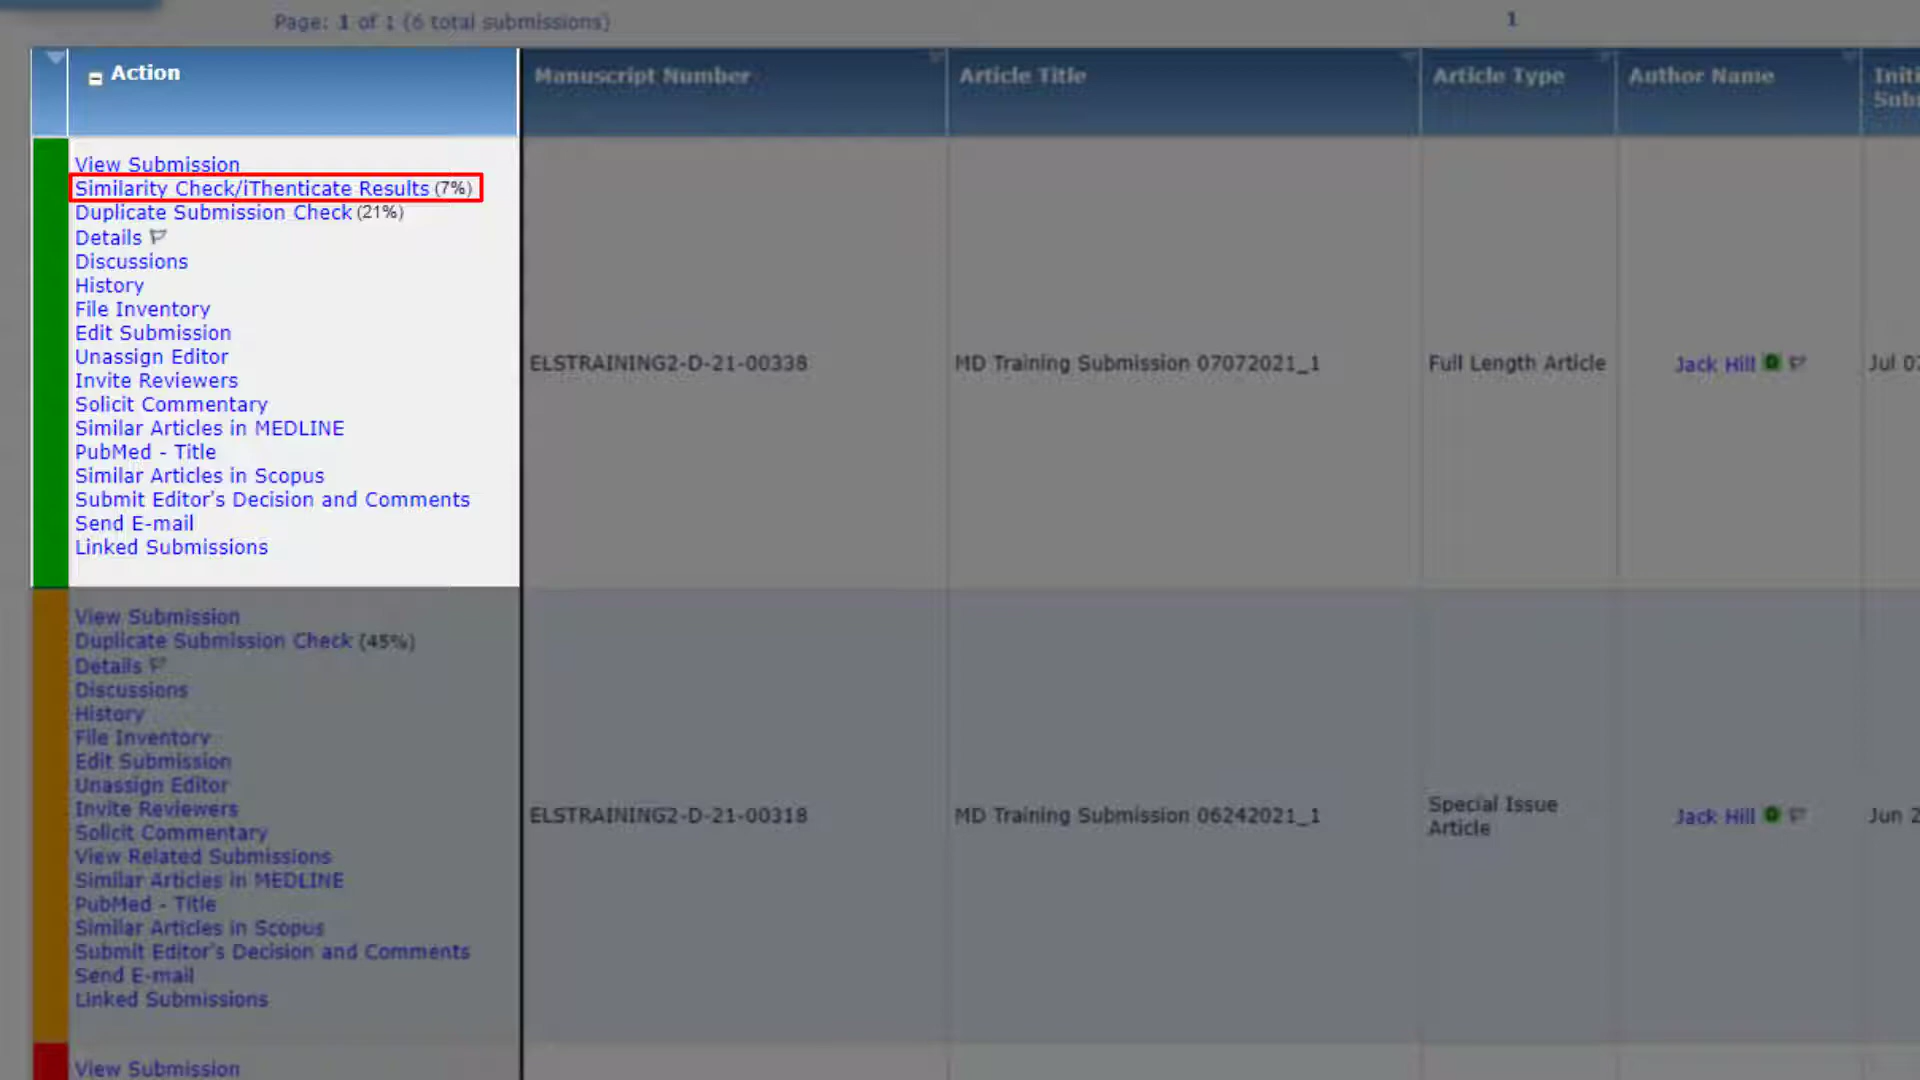 Page: 1 of 1 (6 total submissions)
1
Action
Manuscript Number
Article Title
Article Type
Author Name
View Submission
Similarity Check/iThenticate Results (7%)
Duplicate Submission Check (21%)
Details
Discussions
History
File Inventory
Edit Submission
Unassign Editor
Invite Reviewers
Solicit Commentary
Similar Articles in MEDLINE
PubMed - Title
Similar Articles in Scopus
Submit Editor's Decision and Comments
Send E-mail
Linked Submissions
ELSTRAINING2-D-21-00338
MD Training Submission 07072021_1
Full Length Article
Jack Hill
Jul 0
View Submission
Duplicate Submission Check (45%)
Details
Discussions
History
File Inventory
Edit Submission
Unassign Editor
Invite Reviewers
Solicit Commentary
View Related Submissions
Similar Articles in MEDLINE
PubMed - Title
Similar Articles in Scopus
Submit Editor's Decision and Comments
Send E-mail
Linked Submissions
ELSTRAINING2-D-21-00318
MD Training Submission 06242021_1
Special Issue
Article
Jack Hill
Jun 2
View Submission